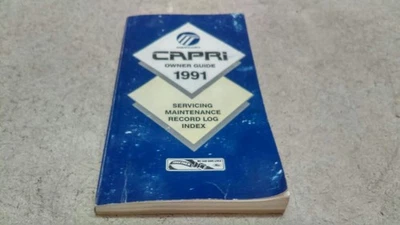 CAPRi
OWNER GUIDE
1991
SERVICING
MAINTENANCE
RECORD LOG
INDEX